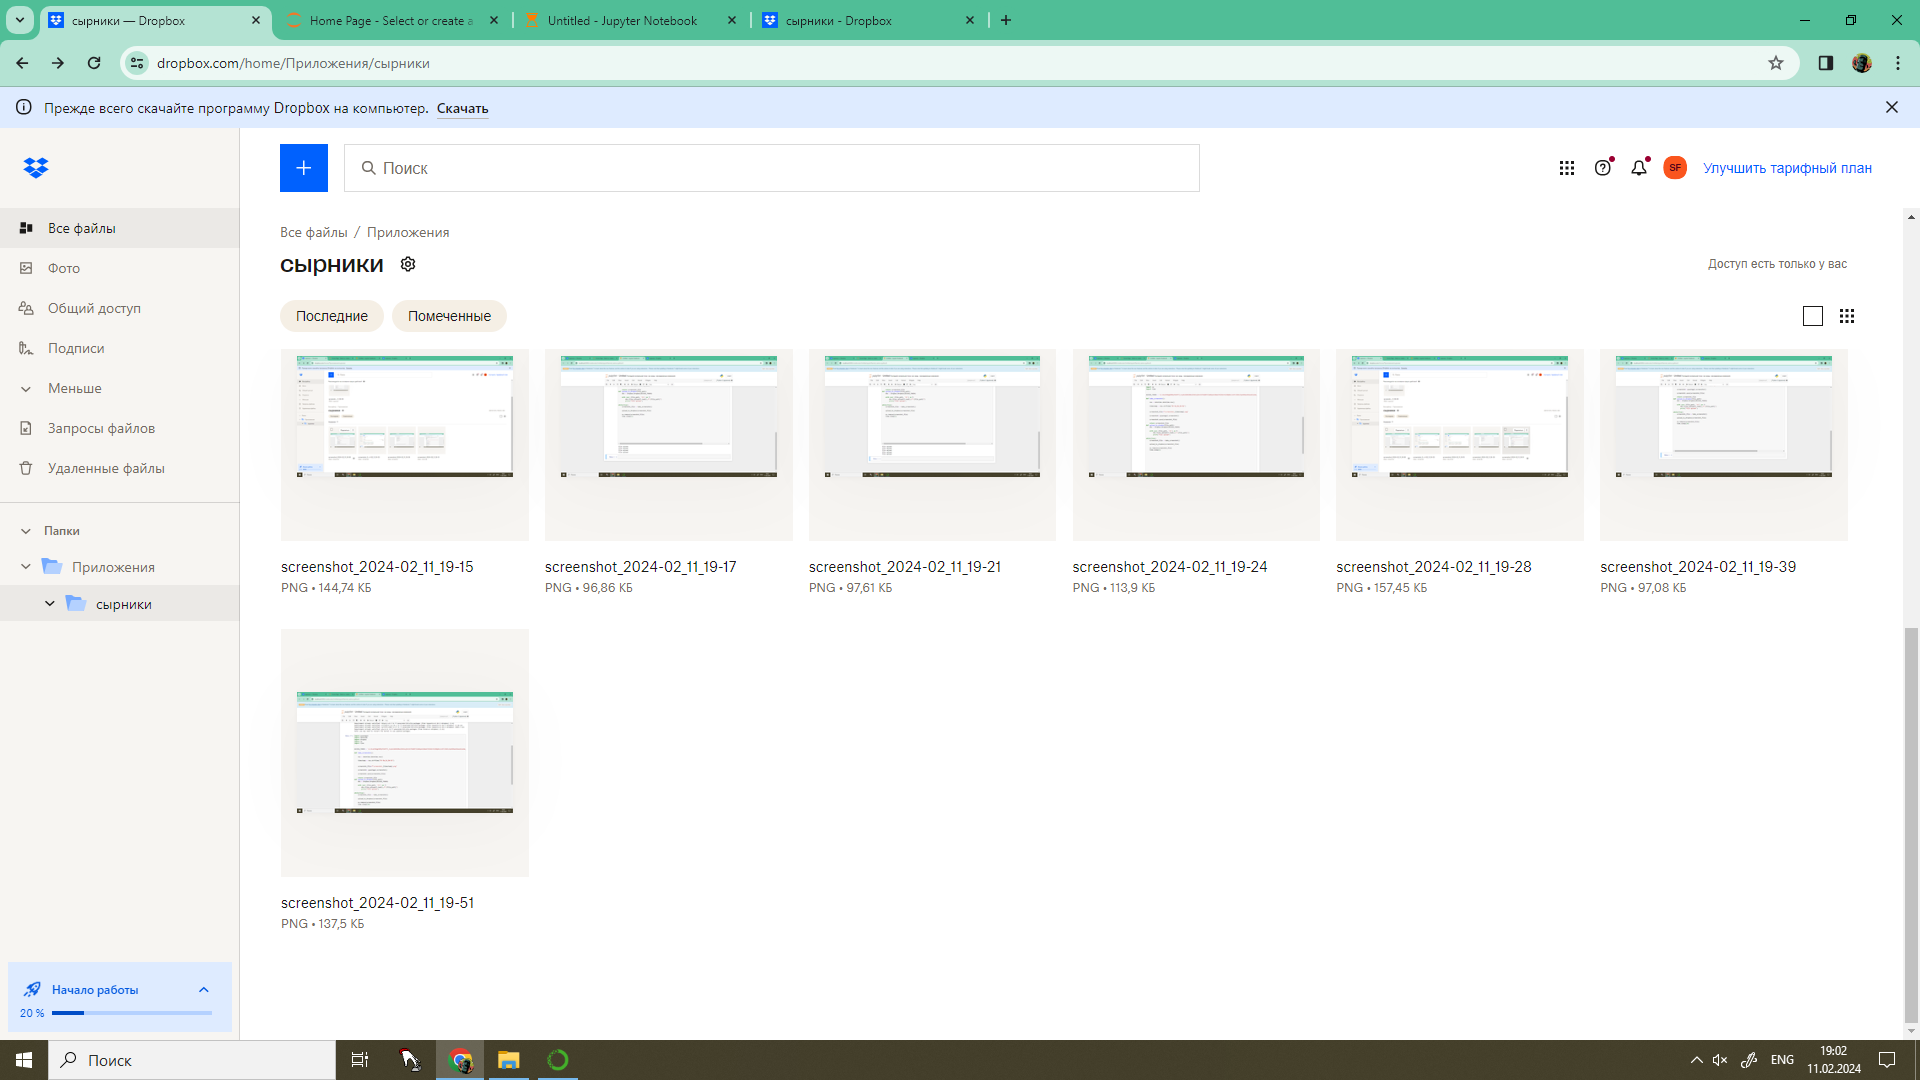 сырники — Dropbox
Home Page - Select or create a
Untitled - Jupyter Notebook
сырники - Dropbox
dropbox.com/home/Приложения/сырники
Прежде всего скачайте программу Dropbox на компьютер. Скачать
Поиск
SF
Улучшить тарифный план
Все файлы
Фото
Общий доступ
Подписи
Меньше
Запросы файлов
Удаленные файлы
Папки
Приложения
сырники
Начало работы
20 %
Все файлы / Приложения
сырники
Доступ есть только у вас
Последние
Помеченные
screenshot_2024-02_11_19-15
PNG • 144,74 КБ
screenshot_2024-02_11_19-17
PNG • 96,86 КБ
screenshot_2024-02_11_19-21
PNG • 97,61 КБ
screenshot_2024-02_11_19-24
PNG • 113,9 КБ
screenshot_2024-02_11_19-28
PNG • 157,45 КБ
screenshot_2024-02_11_19-39
PNG • 97,08 КБ
screenshot_2024-02_11_19-51
PNG • 137,5 КБ
Поиск
ENG
19:02
11.02.2024